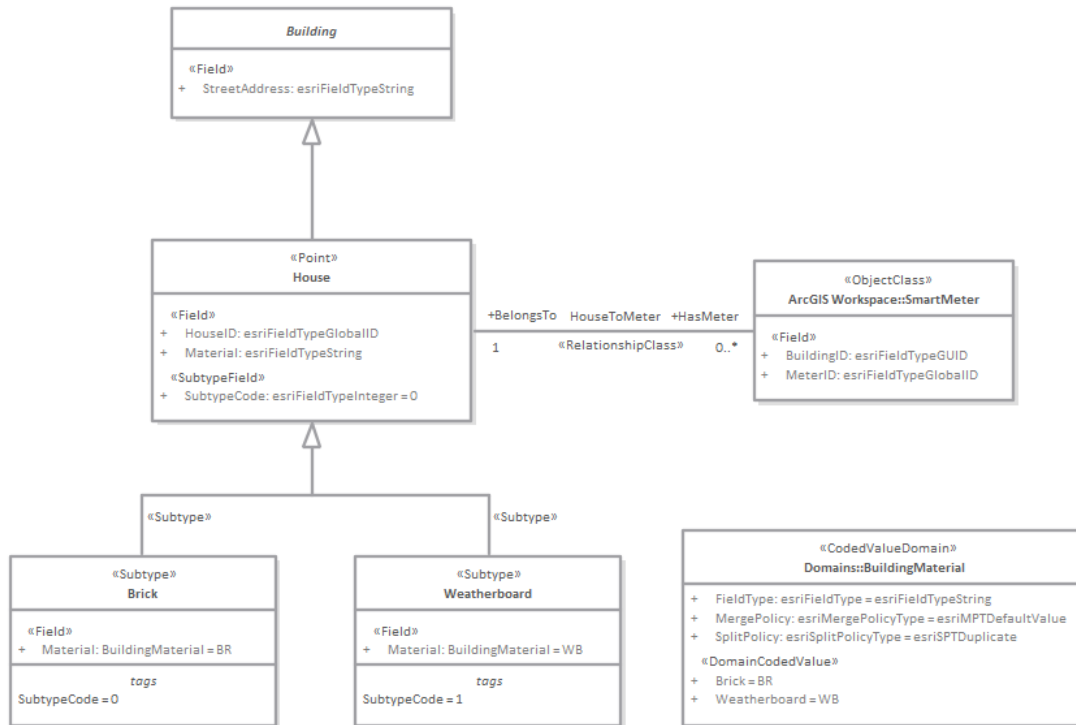 Building
«Field»
+ StreetAddress: esriFieldTypeString
«Point»
House
«Field»
+ HouseID: esriFieldTypeGlobalID
+ Material: esriFieldTypeString
«SubtypeField»
+ SubtypeCode: esriFieldTypeInteger = 0
+BelongsTo HouseToMeter +HasMeter
1 «RelationshipClass» 0..*
«ObjectClass»
ArcGIS Workspace::SmartMeter
«Field»
+ BuildingID: esriFieldTypeGUID
+ MeterID: esriFieldTypeGlobalID
«Subtype»
«Subtype»
«Subtype»
Brick
«Field»
+ Material: BuildingMaterial = BR
tags
SubtypeCode = 0
«Subtype»
Weatherboard
«Field»
+ Material: BuildingMaterial = WB
tags
SubtypeCode = 1
«CodedValueDomain»
Domains::BuildingMaterial
+ FieldType: esriFieldType = esriFieldTypeString
+ MergePolicy: esriMergePolicyType = esriMPTDefaultValue
+ SplitPolicy: esriSplitPolicyType = esriSPTDuplicate
«DomainCodedValue»
+ Brick = BR
+ Weatherboard = WB